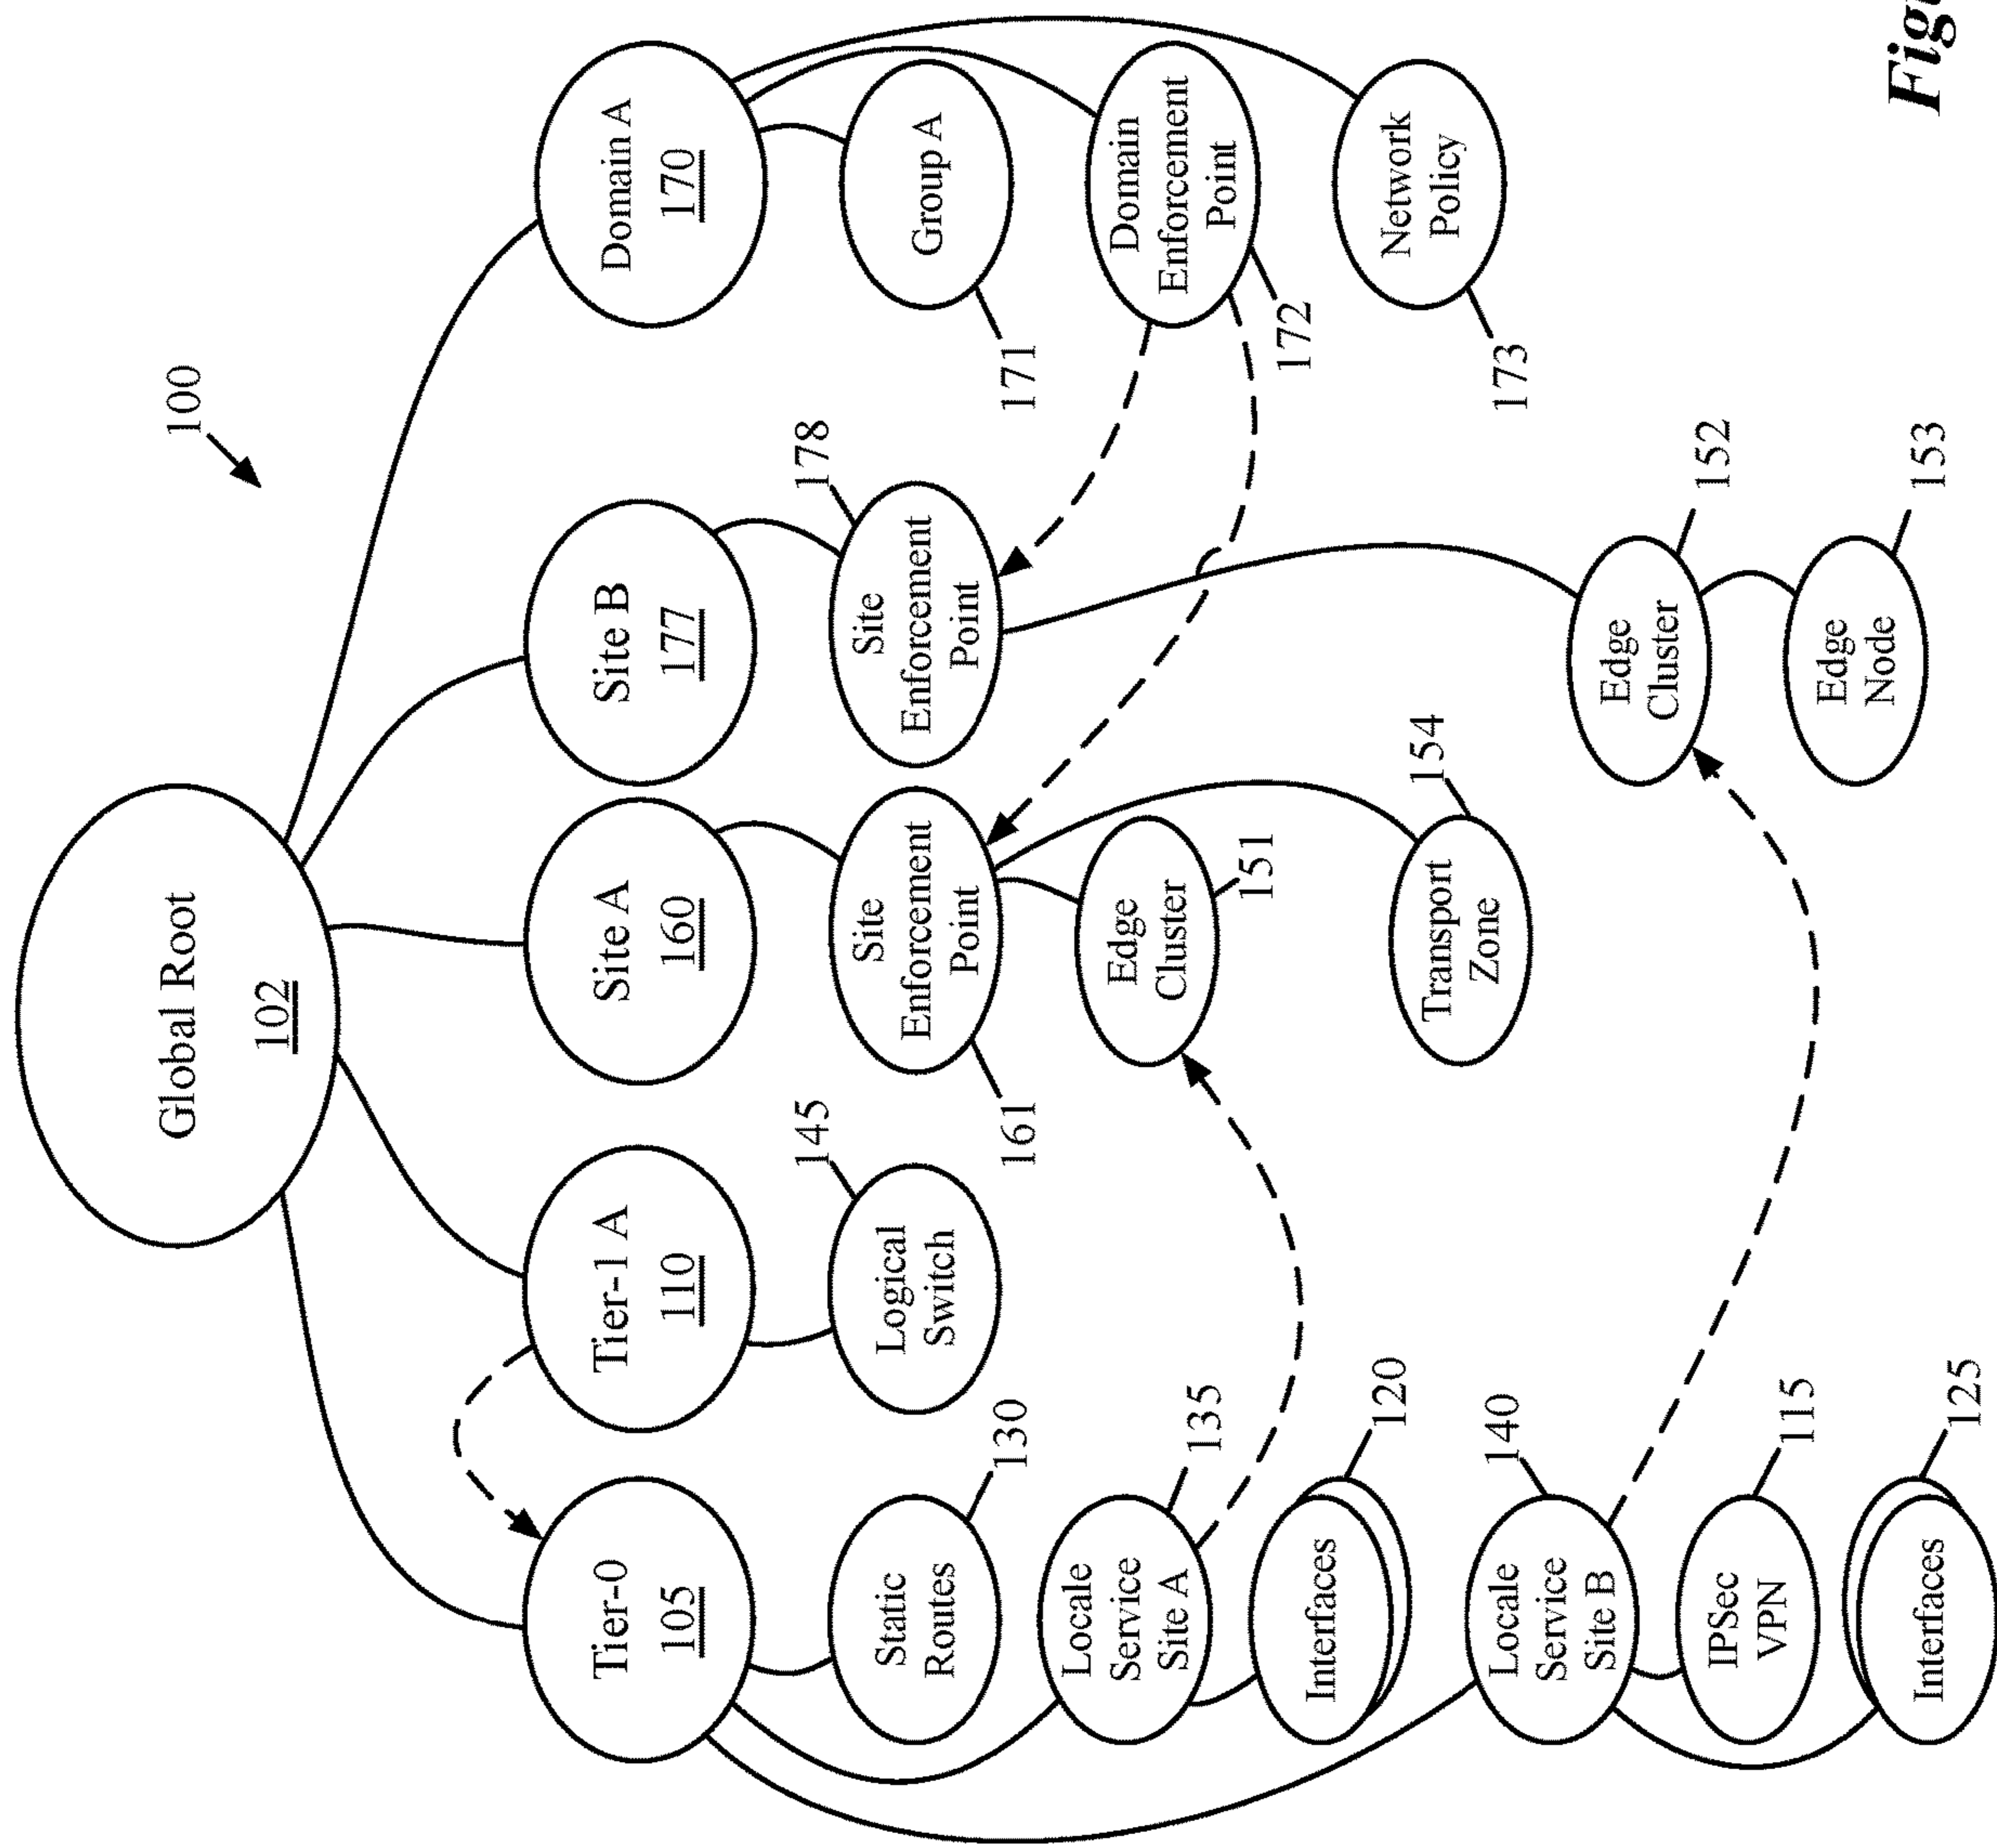 100
Global Root
102
Tier-0
105
Tier-1 A
110
Site A
160
Site B
177
Domain A
170
Static
Routes
130
Logical
Switch
145
Site
Enforcement
Point
161
Site
Enforcement
Point
178
Group A
171
Locale
Service
Site A
135
Edge
Cluster
151
Domain
Enforcement
Point
172
Interfaces
120
Transport
Zone
154
Network
Policy
173
Locale
Service
Site B
140
Edge
Cluster
152
IPSec
VPN
115
Edge
Node
153
Interfaces
125